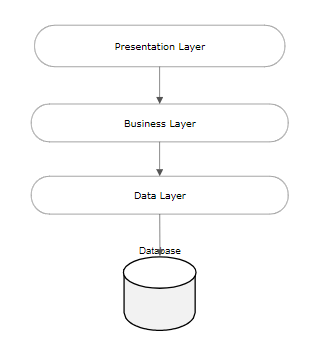 Presentation Layer
Business Layer
Data Layer
Database